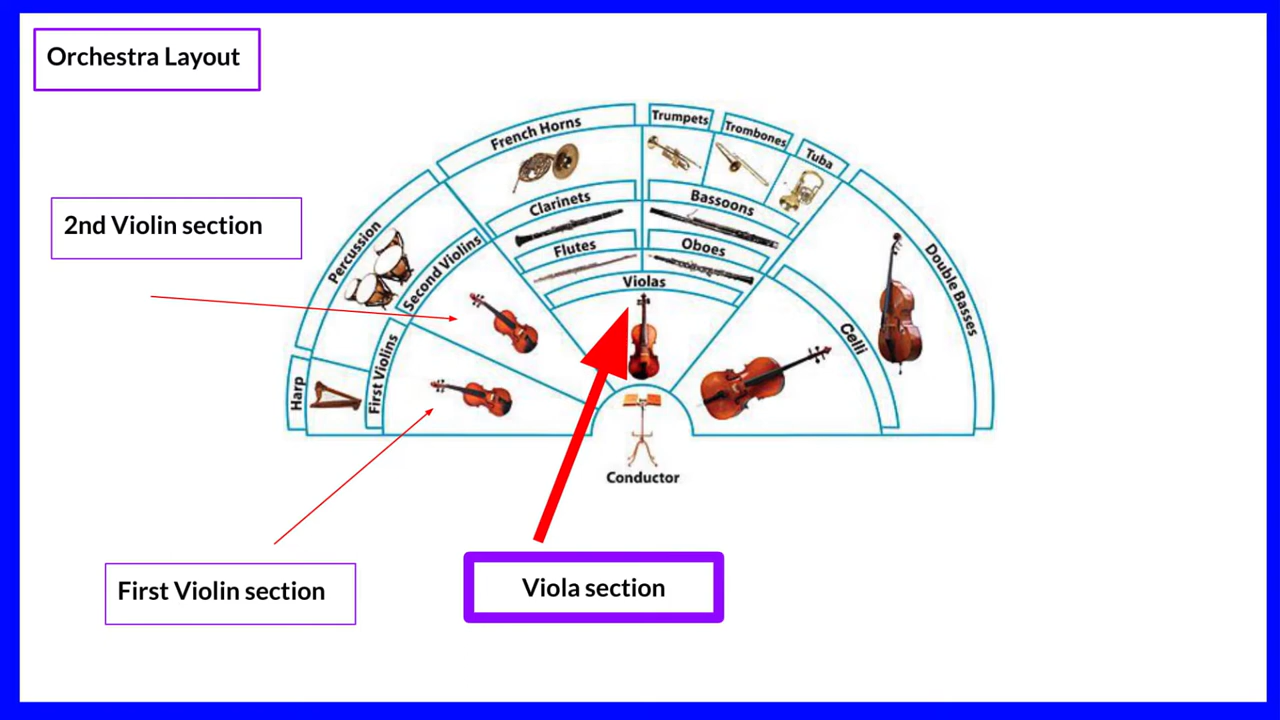 Orchestra Layout
French Horns
Trumpets
Trombones
Tuba
2nd Violin section
Percussion
Second Violins
Clarinets
Bassoons
Flutes
Oboes
Violas
Double Basses
Celli
Harp
First Violins
Conductor
First Violin section
Viola section